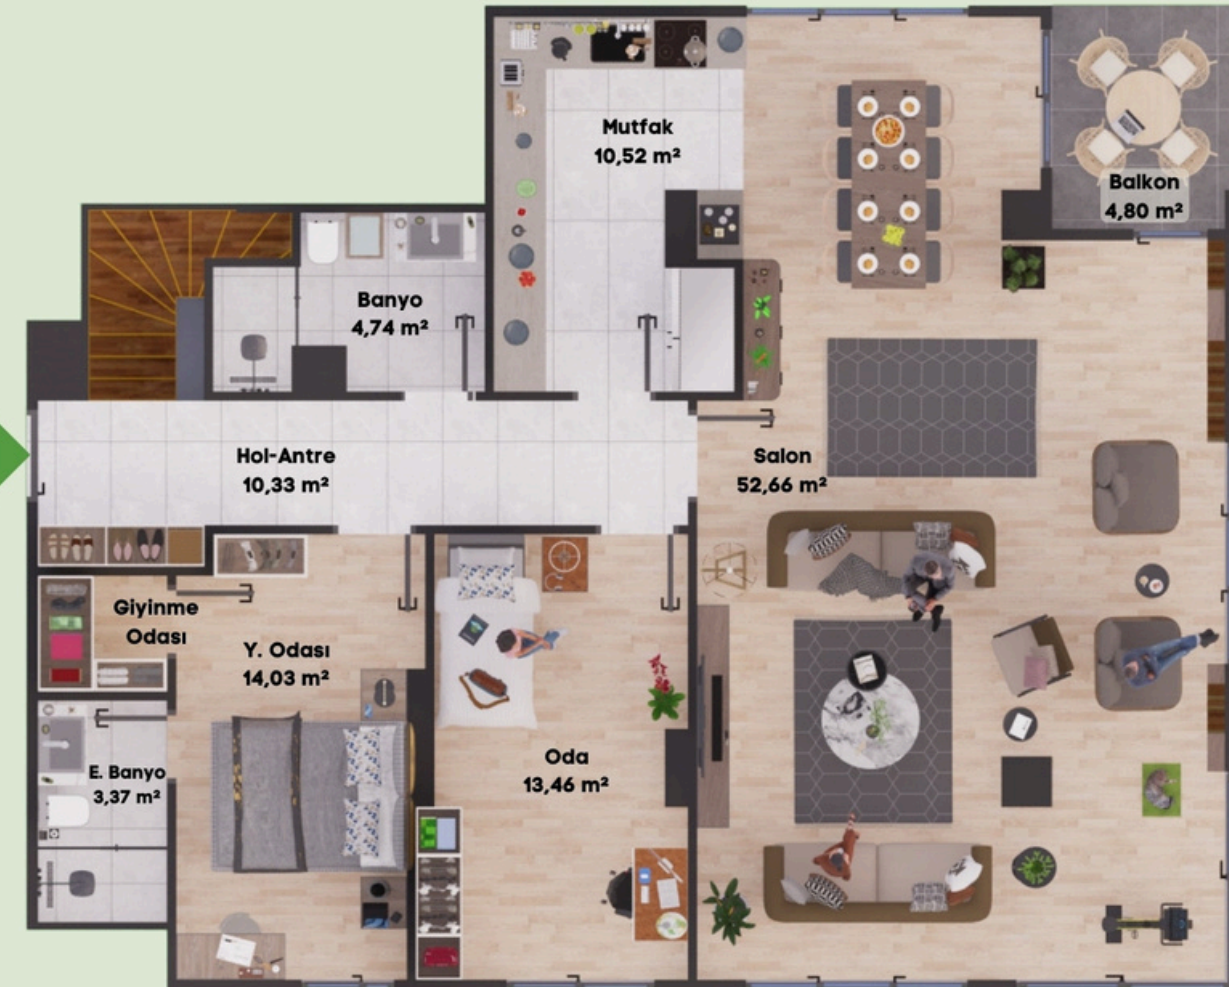 Mutfak
10,52 m²
Balkon
4,80 m²
Banyo
4,74 m²
Hol-Antre
10,33 m²
Salon
52,66 m²
Giyinme
Odası
Y. Odası
14,03 m²
E. Banyo
3,37 m²
Oda
13,46 m²